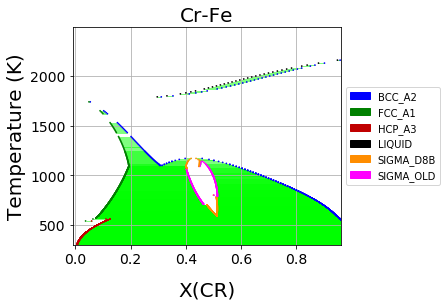 Cr-Fe
Temperature (K)
2000
1500
1000
500
0.0 0.2 0.4 0.6 0.8
X(CR)
BCC_A2
FCC_A1
HCP_A3
LIQUID
SIGMA_D8B
SIGMA_OLD